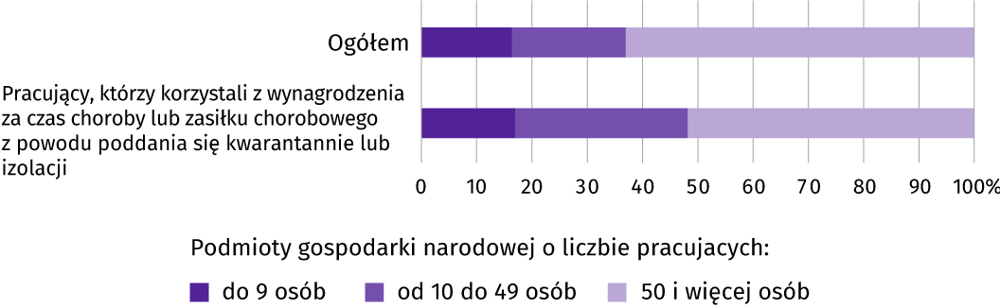 Ogółem
Pracujący, którzy korzystali z wynagrodzenia
za czas choroby lub zasiłku chorobowego
z powodu poddania się kwarantannie lub
izolacji
0 10 20 30 40 50 60 70 80 90 100%
Podmioty gospodarki narodowej o liczbie pracujacych:
do 9 osób od 10 do 49 osób 50 i więcej osób